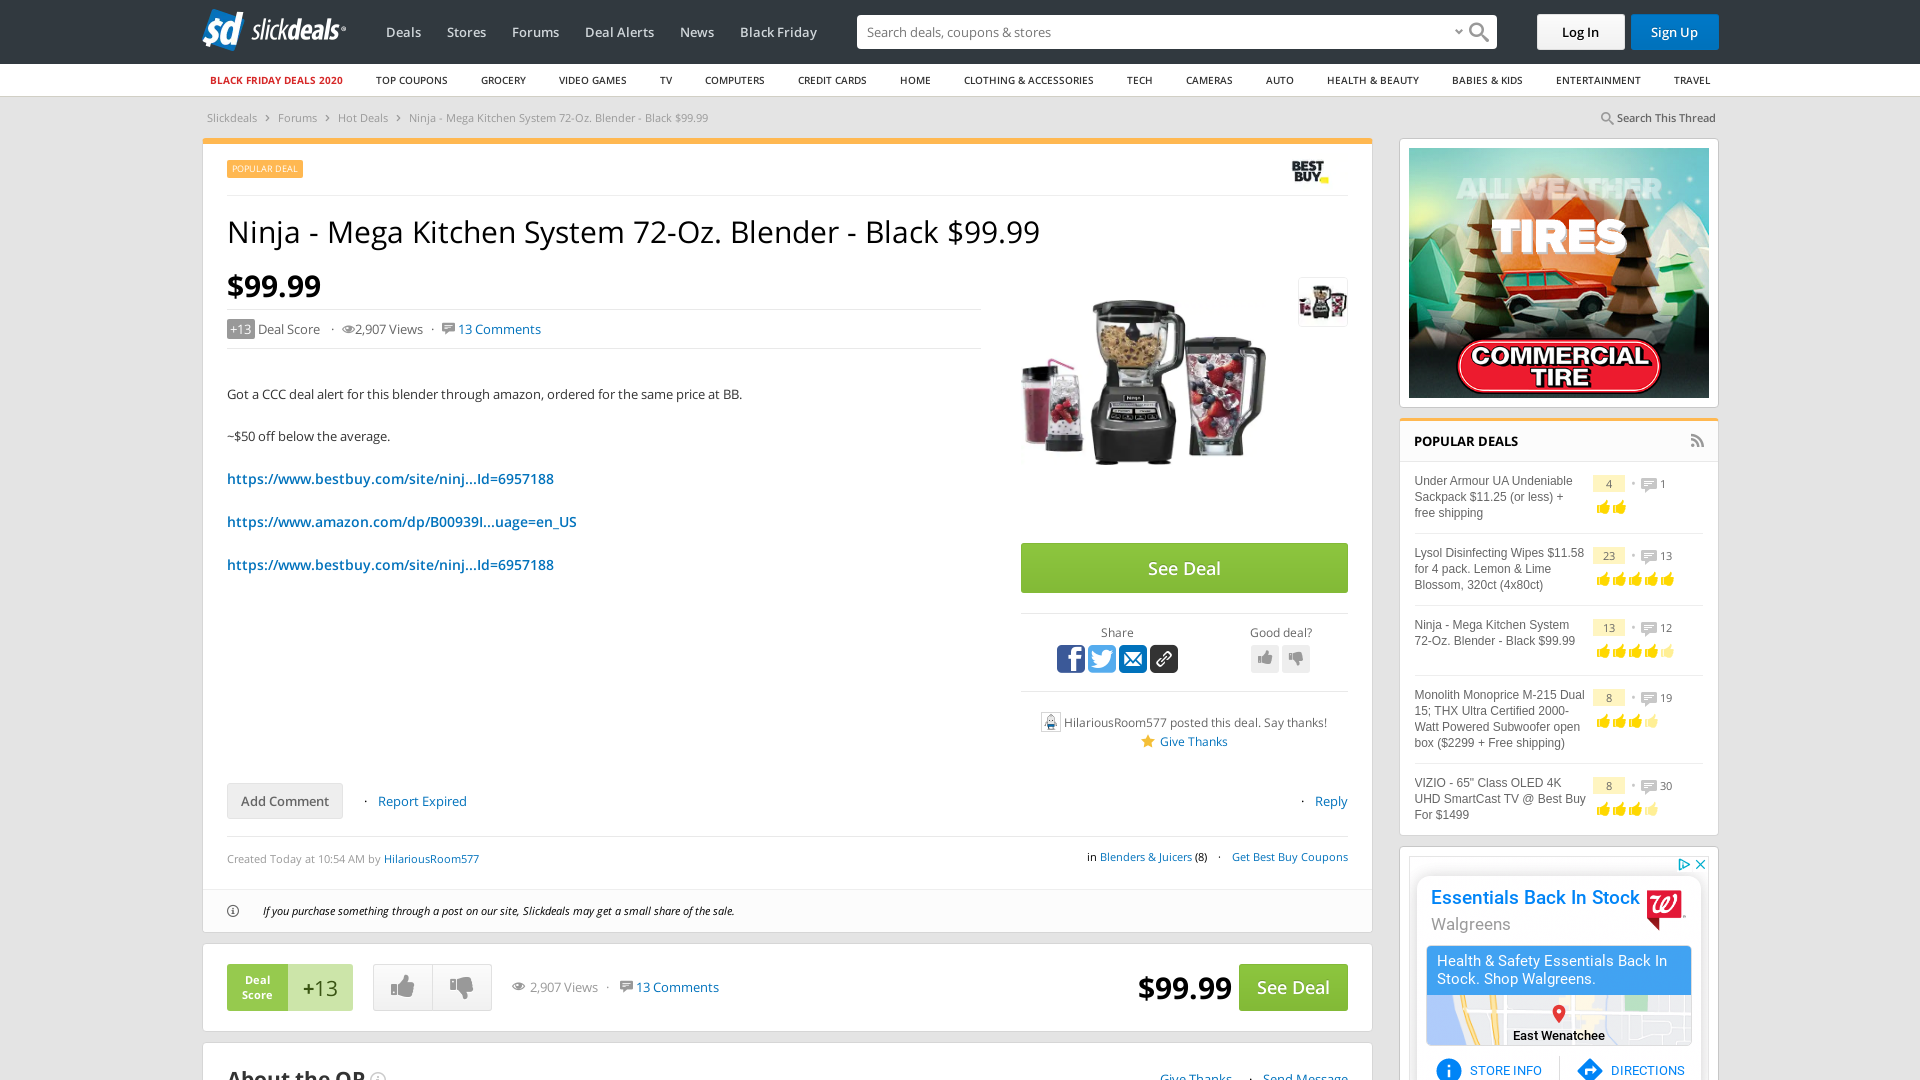 slickdeals
Deals Stores Forums Deal Alerts News Black Friday
Search deals, coupons & stores
Log In
Sign Up
BLACK FRIDAY DEALS 2020 TOP COUPONS GROCERY VIDEO GAMES TV COMPUTERS CREDIT CARDS HOME CLOTHING & ACCESSORIES TECH CAMERAS AUTO HEALTH & BEAUTY BABIES & KIDS ENTERTAINMENT TRAVEL
Slickdeals › Forums › Hot Deals › Ninja - Mega Kitchen System 72-Oz. Blender - Black $99.99
Search This Thread
POPULAR DEAL
BEST
BUY
Ninja - Mega Kitchen System 72-Oz. Blender - Black $99.99
$99.99
+13 Deal Score · 2,907 Views · 13 Comments
Got a CCC deal alert for this blender through amazon, ordered for the same price at BB.
~$50 off below the average.
https://www.bestbuy.com/site/ninj...Id=6957188
https://www.amazon.com/dp/B00939I...uage=en_US
https://www.bestbuy.com/site/ninj...Id=6957188
See Deal
Share
Good deal?
HilariousRoom577 posted this deal. Say thanks!
Give Thanks
Add Comment · Report Expired
· Reply
Created Today at 10:54 AM by HilariousRoom577
in Blenders & Juicers (8) · Get Best Buy Coupons
If you purchase something through a post on our site, Slickdeals may get a small share of the sale.
Deal
Score
+13
2,907 Views · 13 Comments
$99.99
See Deal
About the OP
Give Thanks · Send Message
ALL WEATHER
TIRES
COMMERCIAL
TIRE
POPULAR DEALS
Under Armour UA Undeniable
Sackpack $11.25 (or less) +
free shipping
4 · 1
Lysol Disinfecting Wipes $11.58
for 4 pack. Lemon & Lime
Blossom, 320ct (4x80ct)
23 · 13
Ninja - Mega Kitchen System
72-Oz. Blender - Black $99.99
13 · 12
Monolith Monoprice M-215 Dual
15; THX Ultra Certified 2000-
Watt Powered Subwoofer open
box ($2299 + Free shipping)
8 · 19
VIZIO - 65" Class OLED 4K
UHD SmartCast TV @ Best Buy
For $1499
8 · 30
Essentials Back In Stock
Walgreens
Health & Safety Essentials Back In
Stock. Shop Walgreens.
East Wenatchee
STORE INFO
DIRECTIONS